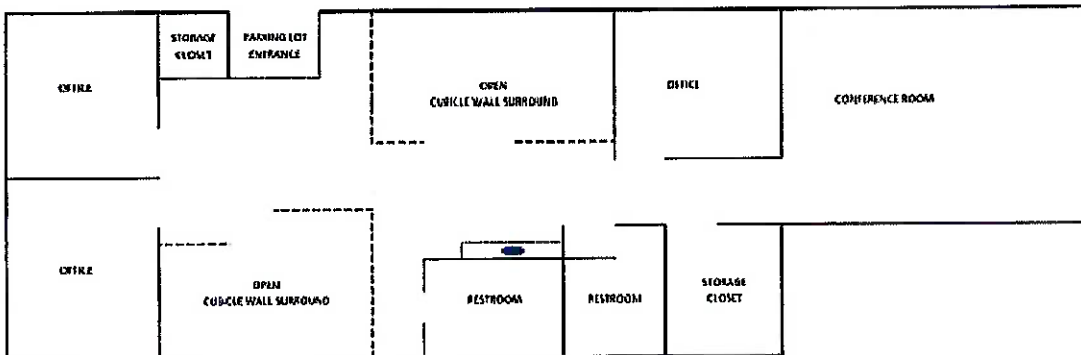 STORAGE
CLOSET
PARKING LOT
ENTRANCE
OFFICE
OPEN
CUBICLE WALL SURROUND
OFFICE
CONFERENCE ROOM
OFFICE
OPEN
CUBICLE WALL SURROUND
RESTROOM
RESTROOM
STORAGE
CLOSET